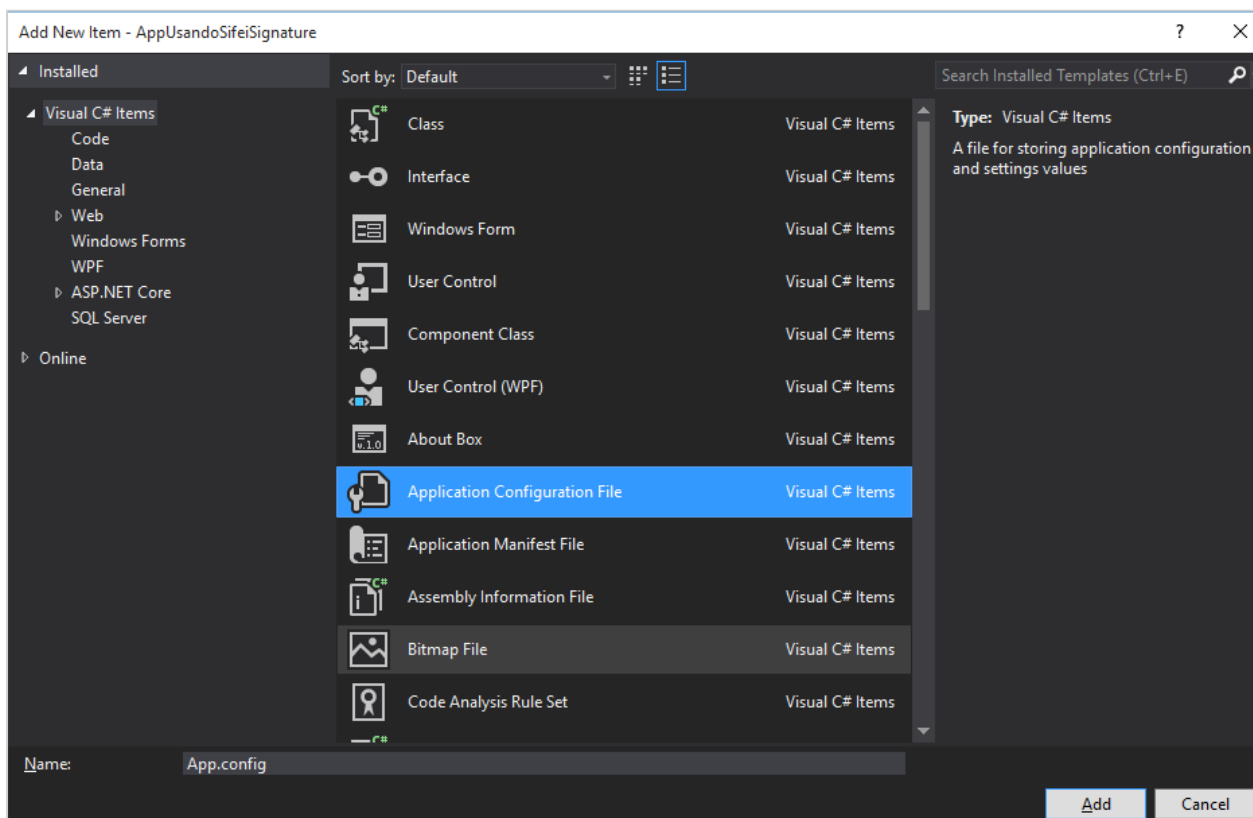 Add New Item - AppUsandoSifeiSignature
?
Installed
Sort by: Default
Search Installed Templates (Ctrl+E)
Visual C# Items
Code
Data
General
Web
Windows Forms
WPF
ASP.NET Core
SQL Server
Online
C#
Class Visual C# Items
Interface Visual C# Items
Windows Form Visual C# Items
User Control Visual C# Items
Component Class Visual C# Items
User Control (WPF) Visual C# Items
v.1.0
About Box Visual C# Items
Application Configuration File Visual C# Items
Application Manifest File Visual C# Items
C#
Assembly Information File Visual C# Items
Bitmap File Visual C# Items
Code Analysis Rule Set Visual C# Items
C#
Type: Visual C# Items
A file for storing application configuration
and settings values
Name: App.config
Add Cancel